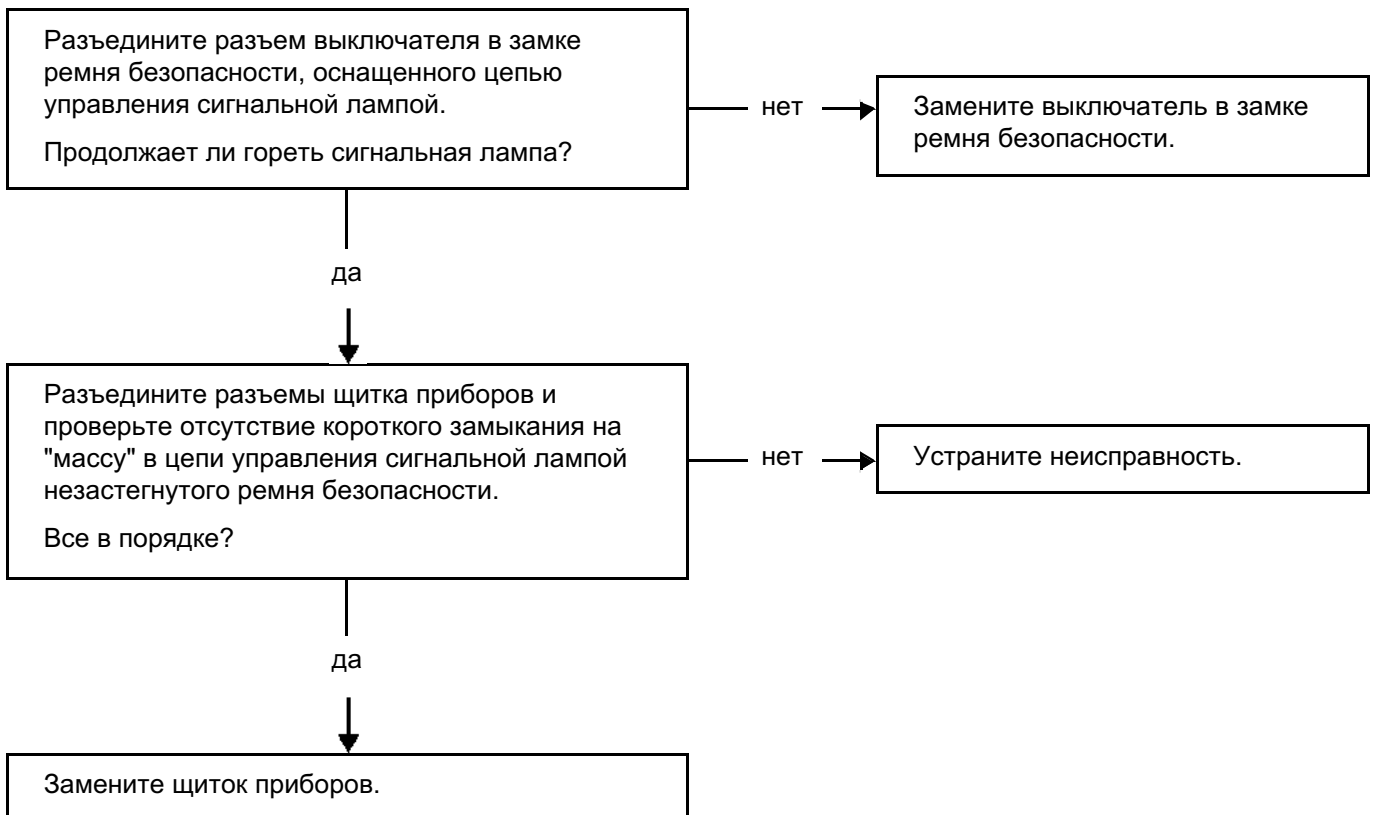 Разъедините разъем выключателя в замке
ремня безопасности, оснащенного цепью
управления сигнальной лампой.
Продолжает ли гореть сигнальная лампа?
нет
Замените выключатель в замке
ремня безопасности.
да
Разъедините разъемы щитка приборов и
проверьте отсутствие короткого замыкания на
"массу" в цепи управления сигнальной лампой
незастегнутого ремня безопасности.
Все в порядке?
нет
Устраните неисправность.
да
Замените щиток приборов.